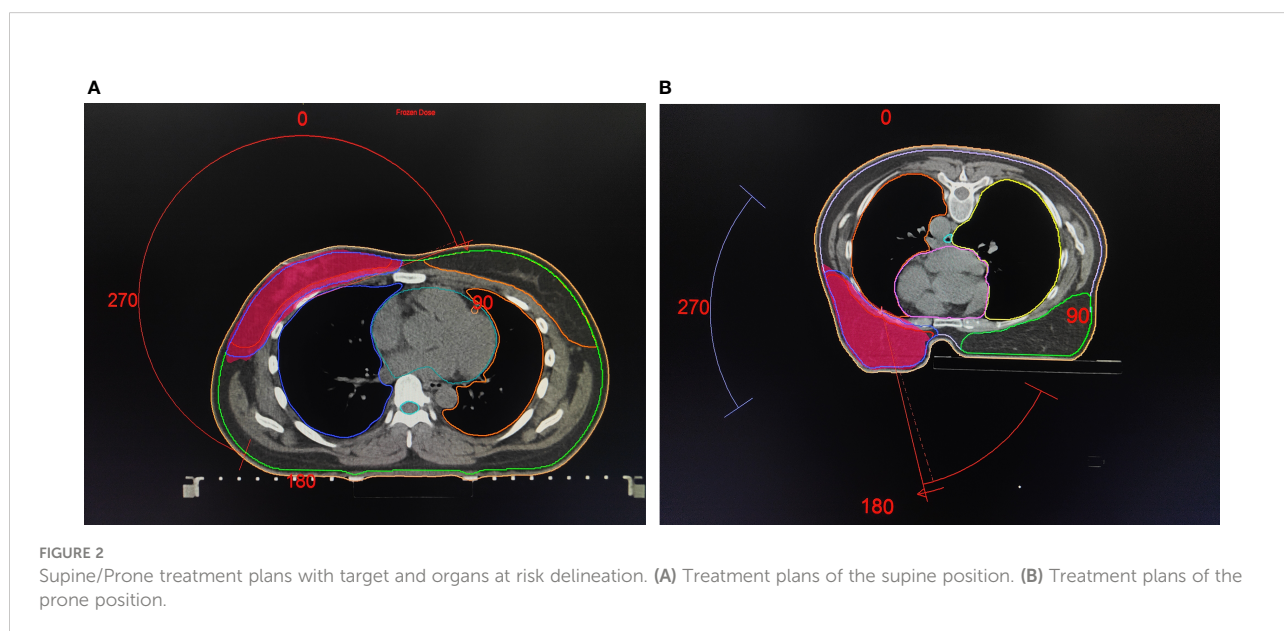 A
B
0
Frozen Dose
270
90
180
0
270
90
180
FIGURE 2
Supine/Prone treatment plans with target and organs at risk delineation. (A) Treatment plans of the supine position. (B) Treatment plans of the
prone position.